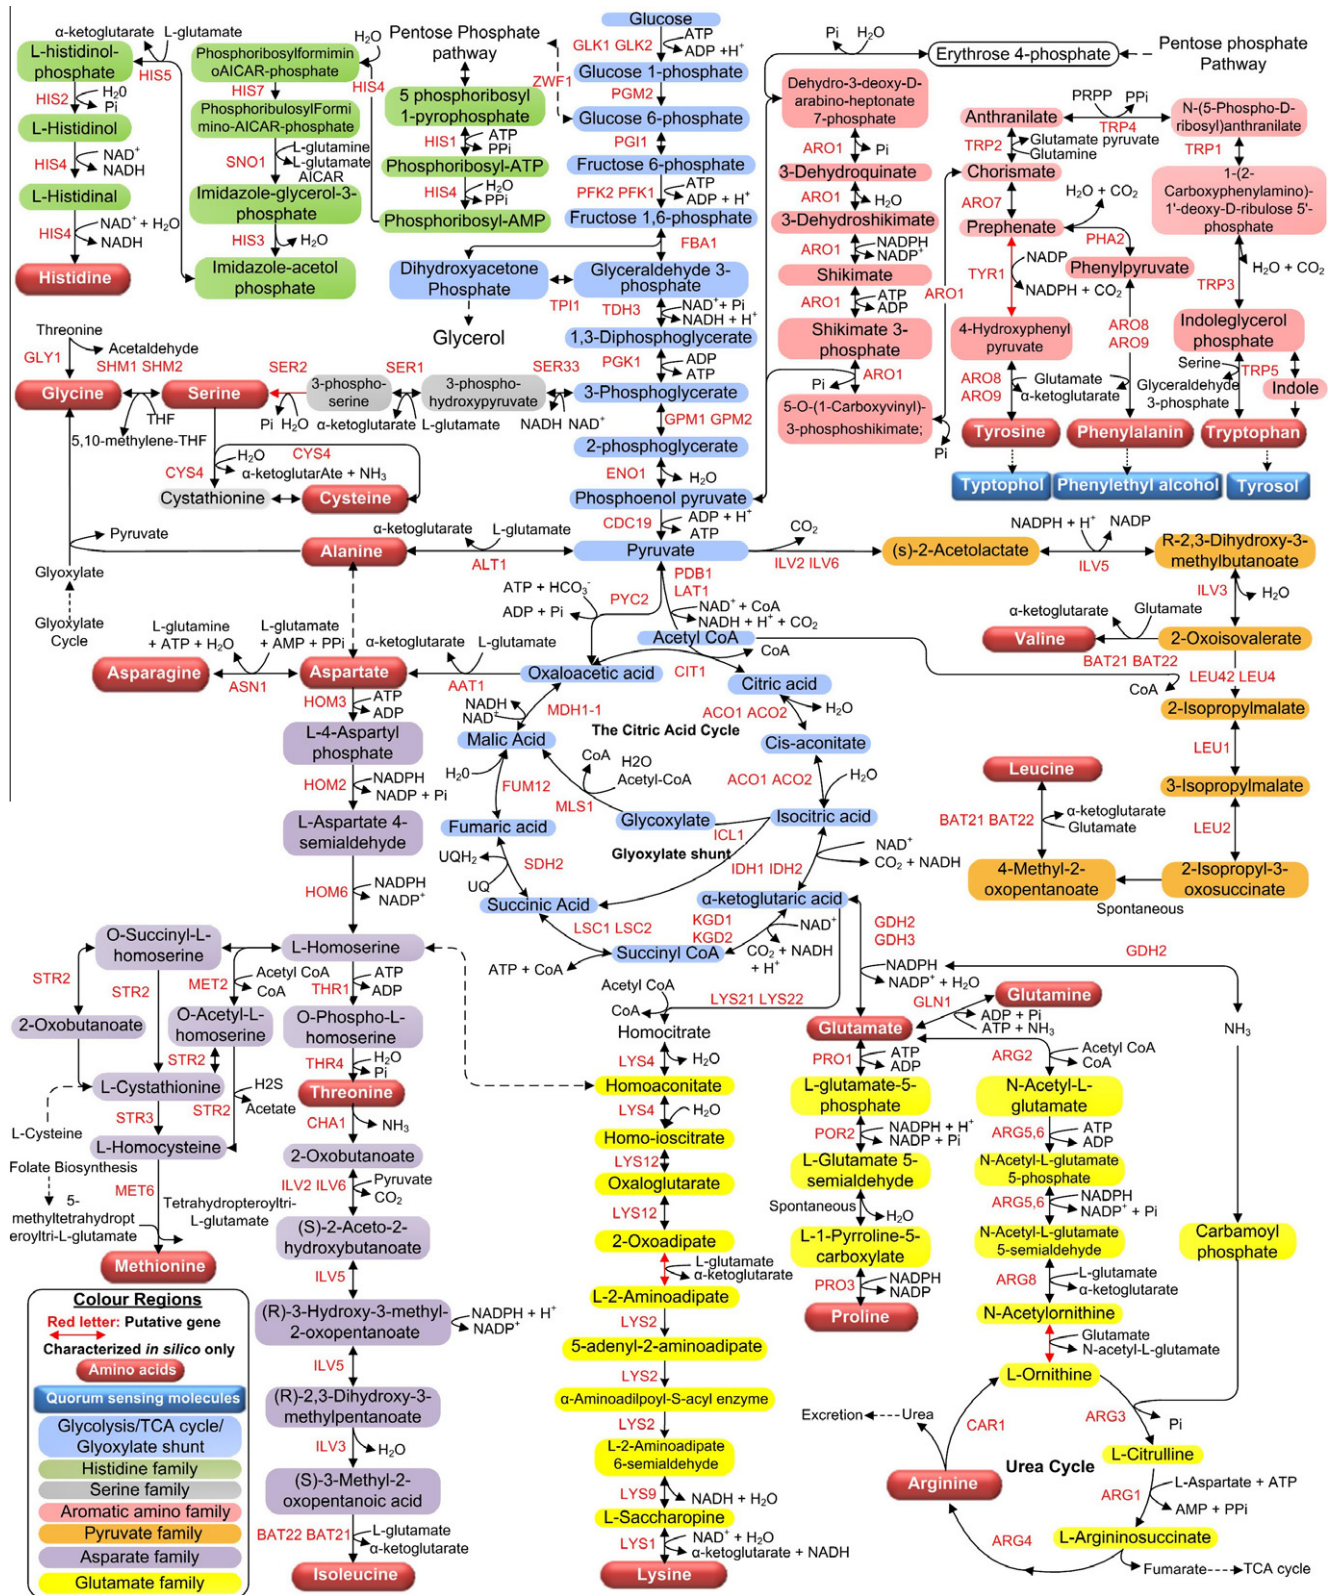 α-ketoglutarate
L-glutamate
L-histidinol-
phosphate
HIS5
HIS2
H₂0
Pi
L-Histidinol
HIS4
NAD⁺
NADH
L-Histidinal
HIS4
NAD⁺ + H₂O
NADH
Histidine
Phosphoribosylformimin
oAICAR-phosphate
H₂O
HIS4
HIS7
PhosphoribulosylFormi
mino-AICAR-phosphate
SNO1
L-glutamine
L-glutamate
AICAR
Imidazole-glycerol-3-
phosphate
HIS3
H₂O
Imidazole-acetol
phosphate
Pentose Phosphate
pathway
ZWF1
5 phosphoribosyl
1-pyrophosphate
HIS1
ATP
PPi
Phosphoribosyl-ATP
HIS4
H₂O
PPi
Phosphoribosyl-AMP
Glucose
GLK1 GLK2
ATP
ADP +H⁺
Glucose 1-phosphate
PGM2
Glucose 6-phosphate
PGI1
Fructose 6-phosphate
PFK2 PFK1
ATP
ADP + H⁺
Fructose 1,6-phosphate
FBA1
Dihydroxyacetone
Phosphate
Glycerol
TPI1
Glyceraldehyde 3-
phosphate
TDH3
NAD⁺+ Pi
NADH + H⁺
1,3-Diphosphoglycerate
PGK1
ADP
ATP
3-Phosphoglycerate
GPM1 GPM2
2-phosphoglycerate
ENO1
H₂O
Phosphoenol pyruvate
CDC19
ADP + H⁺
ATP
Pyruvate
Pi
H₂O
Erythrose 4-phosphate
Pentose phosphate
Pathway
Dehydro-3-deoxy-D-
arabino-heptonate
7-phosphate
ARO1
Pi
3-Dehydroquinate
ARO1
H₂O
3-Dehydroshikimate
ARO1
NADPH
NADP⁺
Shikimate
ARO1
ATP
ADP
Shikimate 3-
phosphate
ARO1
Pi
5-O-(1-Carboxyvinyl)-
3-phosphoshikimate;
Pi
ARO1
PRPP
PPi
Anthranilate
TRP4
N-(5-Phospho-D-
ribosyl)anthranilate
TRP2
Glutamate pyruvate
Glutamine
TRP1
Chorismate
ARO7
H₂O + CO₂
1-(2-
Carboxyphenylamino)-
1'-deoxy-D-ribulose 5'-
phosphate
Prephenate
PHA2
TYR1
NADP
NADPH + CO₂
Phenylpyruvate
TRP3
H₂O + CO₂
4-Hydroxyphenyl
pyruvate
ARO8
ARO9
Indoleglycerol
phosphate
ARO8
ARO9
Glutamate
α-ketoglutarate
Serine
Glyceraldehyde
3-phosphate
TRP5
Indole
Tyrosine
Phenylalanin
Tryptophan
Typtophol
Phenylethyl alcohol
Tyrosol
Threonine
Acetaldehyde
GLY1
SHM1 SHM2
Glycine
Serine
THF
5,10-methylene-THF
SER2
Pi H₂O
3-phospho-
serine
SER1
α-ketoglutarate
L-glutamate
3-phospho-
hydroxypyruvate
SER33
NADH NAD⁺
CYS4
H₂O
α-ketoglutarAte + NH₃
CYS4
Cystathionine
Cysteine
Pyruvate
Glyoxylate
Glyoxylate
Cycle
Alanine
α-ketoglutarate
L-glutamate
ALT1
CO₂
ILV2 ILV6
(s)-2-Acetolactate
NADPH + H⁺
NADP
ILV5
R-2,3-Dihydroxy-3-
methylbutanoate
ILV3
H₂O
α-ketoglutarate
Glutamate
Valine
BAT21 BAT22
2-Oxoisovalerate
LEU42 LEU4
CoA
2-Isopropylmalate
LEU1
3-Isopropylmalate
LEU2
2-Isopropyl-3-
oxosuccinate
Spontaneous
4-Methyl-2-
oxopentanoate
BAT21 BAT22
α-ketoglutarate
Glutamate
Leucine
ATP + HCO₃⁻
ADP + Pi
PYC2
PDB1
LAT1
NAD⁺ + CoA
NADH + H⁺ + CO₂
Acetyl CoA
CoA
Oxaloacetic acid
CIT1
Citric acid
ACO1 ACO2
H₂O
Cis-aconitate
ACO1 ACO2
H₂O
Isocitric acid
IDH1 IDH2
NAD⁺
CO₂ + NADH
α-ketoglutaric acid
KGD1
KGD2
NAD⁺
CO₂ + NADH
+ H⁺
Succinyl CoA
LSC1 LSC2
ATP + CoA
Succinic Acid
SDH2
UQH₂
UQ
Fumaric acid
FUM12
H₂0
Malic Acid
MDH1-1
NADH
NAD⁺
The Citric Acid Cycle
CoA
H2O
Acetyl-CoA
MLS1
Glycoxylate
ICL1
Glyoxylate shunt
L-glutamine
+ ATP + H₂O
L-glutamate
+ AMP + PPi
Asparagine
ASN1
Aspartate
α-ketoglutarate
L-glutamate
AAT1
HOM3
ATP
ADP
L-4-Aspartyl
phosphate
HOM2
NADPH
NADP + Pi
L-Aspartate 4-
semialdehyde
HOM6
NADPH
NADP⁺
L-Homoserine
O-Succinyl-L-
homoserine
STR2
STR2
MET2
Acetyl CoA
CoA
2-Oxobutanoate
O-Acetyl-L-
homoserine
STR2
L-Cystathionine
STR3
STR2
H2S
Acetate
L-Cysteine
L-Homocysteine
Folate Biosynthesis
MET6
5-
methyltetrahydropt
eroyltri-L-glutamate
Tetrahydropteroyltri-
L-glutamate
Methionine
THR1
ATP
ADP
O-Phospho-L-
homoserine
THR4
H₂O
Pi
Threonine
CHA1
NH₃
2-Oxobutanoate
ILV2 ILV6
Pyruvate
CO₂
(S)-2-Aceto-2-
hydroxybutanoate
ILV5
(R)-3-Hydroxy-3-methyl-
2-oxopentanoate
NADPH + H⁺
NADP⁺
ILV5
(R)-2,3-Dihydroxy-3-
methylpentanoate
ILV3
H₂O
(S)-3-Methyl-2-
oxopentanoic acid
BAT22 BAT21
L-glutamate
α-ketoglutarate
Isoleucine
Acetyl CoA
CoA
LYS21 LYS22
Homocitrate
LYS4
H₂O
Homoaconitate
LYS4
H₂O
Homo-ioscitrate
LYS12
Oxaloglutarate
LYS12
2-Oxoadipate
L-glutamate
α-ketoglutarate
L-2-Aminoadipate
LYS2
5-adenyl-2-aminoadipate
LYS2
α-Aminoadilpoyl-S-acyl enzyme
LYS2
L-2-Aminoadipate
6-semialdehyde
LYS9
NADH + H₂O
L-Saccharopine
LYS1
NAD⁺ + H₂O
α-ketoglutarate + NADH
Lysine
GDH2
GDH3
NADPH
NADP⁺ + H₂O
GDH2
GLN1
Glutamine
ADP + Pi
ATP + NH₃
Glutamate
PRO1
ATP
ADP
L-glutamate-5-
phosphate
POR2
NADPH + H⁺
NADP + Pi
L-Glutamate 5-
semialdehyde
Spontaneous
H₂O
L-1-Pyrroline-5-
carboxylate
PRO3
NADPH
NADP
Proline
ARG2
Acetyl CoA
CoA
N-Acetyl-L-
glutamate
ARG5,6
ATP
ADP
N-Acetyl-L-glutamate
5-phosphate
ARG5,6
NADPH
NADP⁺ + Pi
N-Acetyl-L-glutamate
5-semialdehyde
ARG8
L-glutamate
α-ketoglutarate
N-Acetylornithine
Glutamate
N-acetyl-L-glutamate
L-Ornithine
NH₃
Carbamoyl
phosphate
ARG3
Pi
L-Citrulline
Urea Cycle
ARG1
L-Aspartate + ATP
AMP + PPi
L-Argininosuccinate
Fumarate
TCA cycle
ARG4
Arginine
CAR1
Urea
Excretion
Colour Regions
Red letter: Putative gene
Characterized in silico only
Amino acids
Quorum sensing molecules
Glycolysis/TCA cycle/
Glyoxylate shunt
Histidine family
Serine family
Aromatic amino family
Pyruvate family
Asparate family
Glutamate family